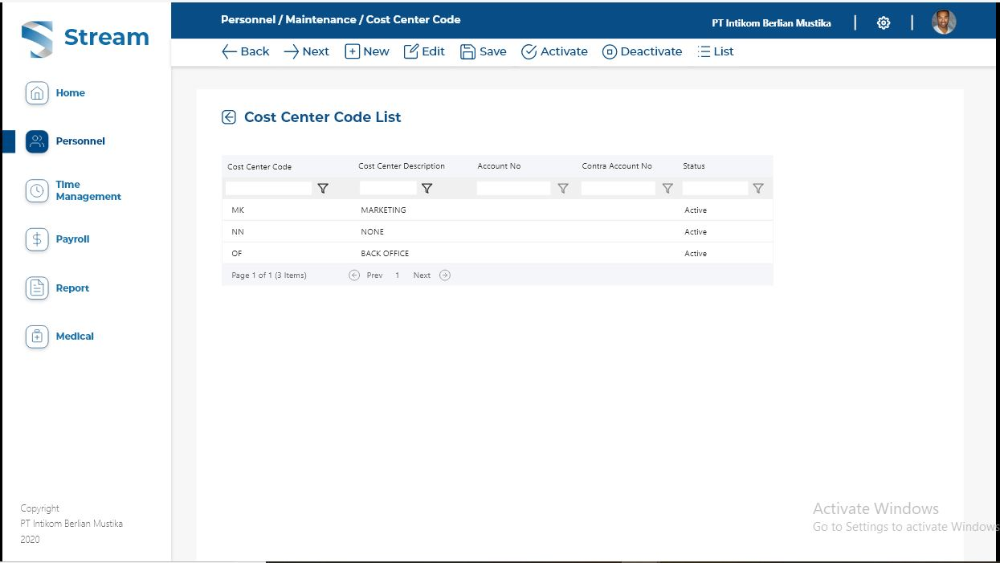 Stream
Personnel / Maintenance / Cost Center Code
PT Intikom Berlian Mustika
Back Next New Edit Save Activate Deactivate List
Home
Personnel
Time
Management
Payroll
Report
Medical
Cost Center Code List
Cost Center Code Cost Center Description Account No Contra Account No Status
MK MARKETING Active
NN NONE Active
OF BACK OFFICE Active
Page 1 of 1 (3 Items) Prev 1 Next
Copyright
PT Intikom Berlian Mustika
2020
Activate Windows
Go to Settings to activate Windows